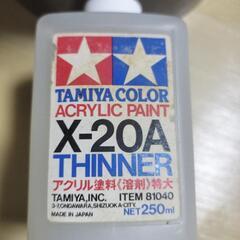 TAMIYA COLOR
ACRYLIC PAINT
X-20A
THINNER
アクリル塗料《溶剤》特大
TAMIYA, INC. ITEM 81040
3-7, ONDAWARA, SHIZUOKA-CITY.
MADE IN JAPAN NET 250ml